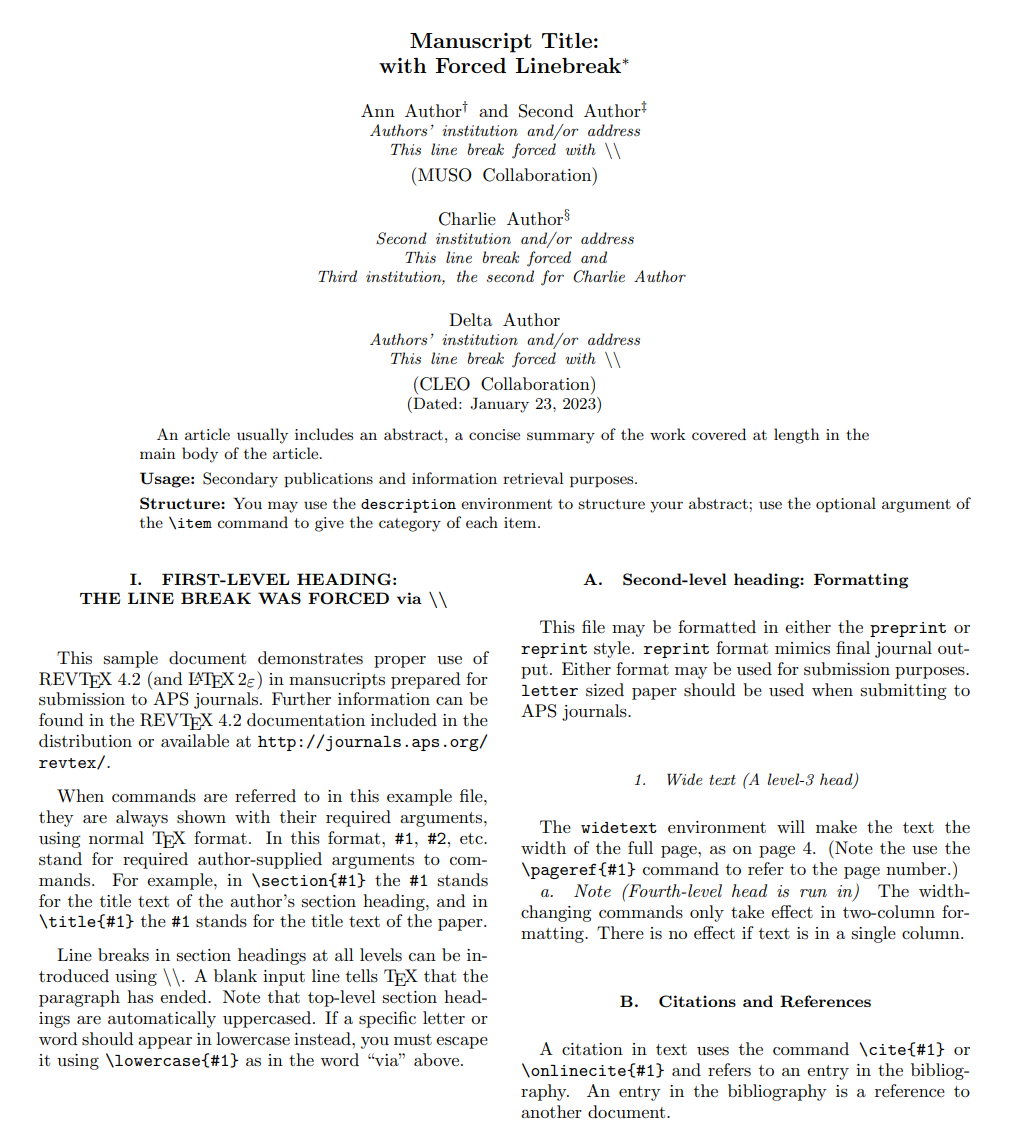 Manuscript Title:
with Forced Linebreak*
Ann Author† and Second Author‡
Authors' institution and/or address
This line break forced with \\
(MUSO Collaboration)
Charlie Author§
Second institution and/or address
This line break forced and
Third institution, the second for Charlie Author
Delta Author
Authors' institution and/or address
This line break forced with \\
(CLEO Collaboration)
(Dated: January 23, 2023)
An article usually includes an abstract, a concise summary of the work covered at length in the
main body of the article.
Usage: Secondary publications and information retrieval purposes.
Structure: You may use the description environment to structure your abstract; use the optional argument of
the \item command to give the category of each item.
I. FIRST-LEVEL HEADING:
THE LINE BREAK WAS FORCED via \\
This sample document demonstrates proper use of
REVTEX 4.2 (and LATEX 2ε) in mansucripts prepared for
submission to APS journals. Further information can be
found in the REVTEX 4.2 documentation included in the
distribution or available at http://journals.aps.org/
revtex/.
When commands are referred to in this example file,
they are always shown with their required arguments,
using normal TEX format. In this format, #1, #2, etc.
stand for required author-supplied arguments to com-
mands. For example, in \section{#1} the #1 stands
for the title text of the author's section heading, and in
\title{#1} the #1 stands for the title text of the paper.
Line breaks in section headings at all levels can be in-
troduced using \\. A blank input line tells TEX that the
paragraph has ended. Note that top-level section head-
ings are automatically uppercased. If a specific letter or
word should appear in lowercase instead, you must escape
it using \lowercase{#1} as in the word “via” above.
A. Second-level heading: Formatting
This file may be formatted in either the preprint or
reprint style. reprint format mimics final journal out-
put. Either format may be used for submission purposes.
letter sized paper should be used when submitting to
APS journals.
1. Wide text (A level-3 head)
The widetext environment will make the text the
width of the full page, as on page 4. (Note the use the
\pageref{#1} command to refer to the page number.)
a. Note (Fourth-level head is run in) The width-
changing commands only take effect in two-column for-
matting. There is no effect if text is in a single column.
B. Citations and References
A citation in text uses the command \cite{#1} or
\onlinecite{#1} and refers to an entry in the bibliog-
raphy. An entry in the bibliography is a reference to
another document.